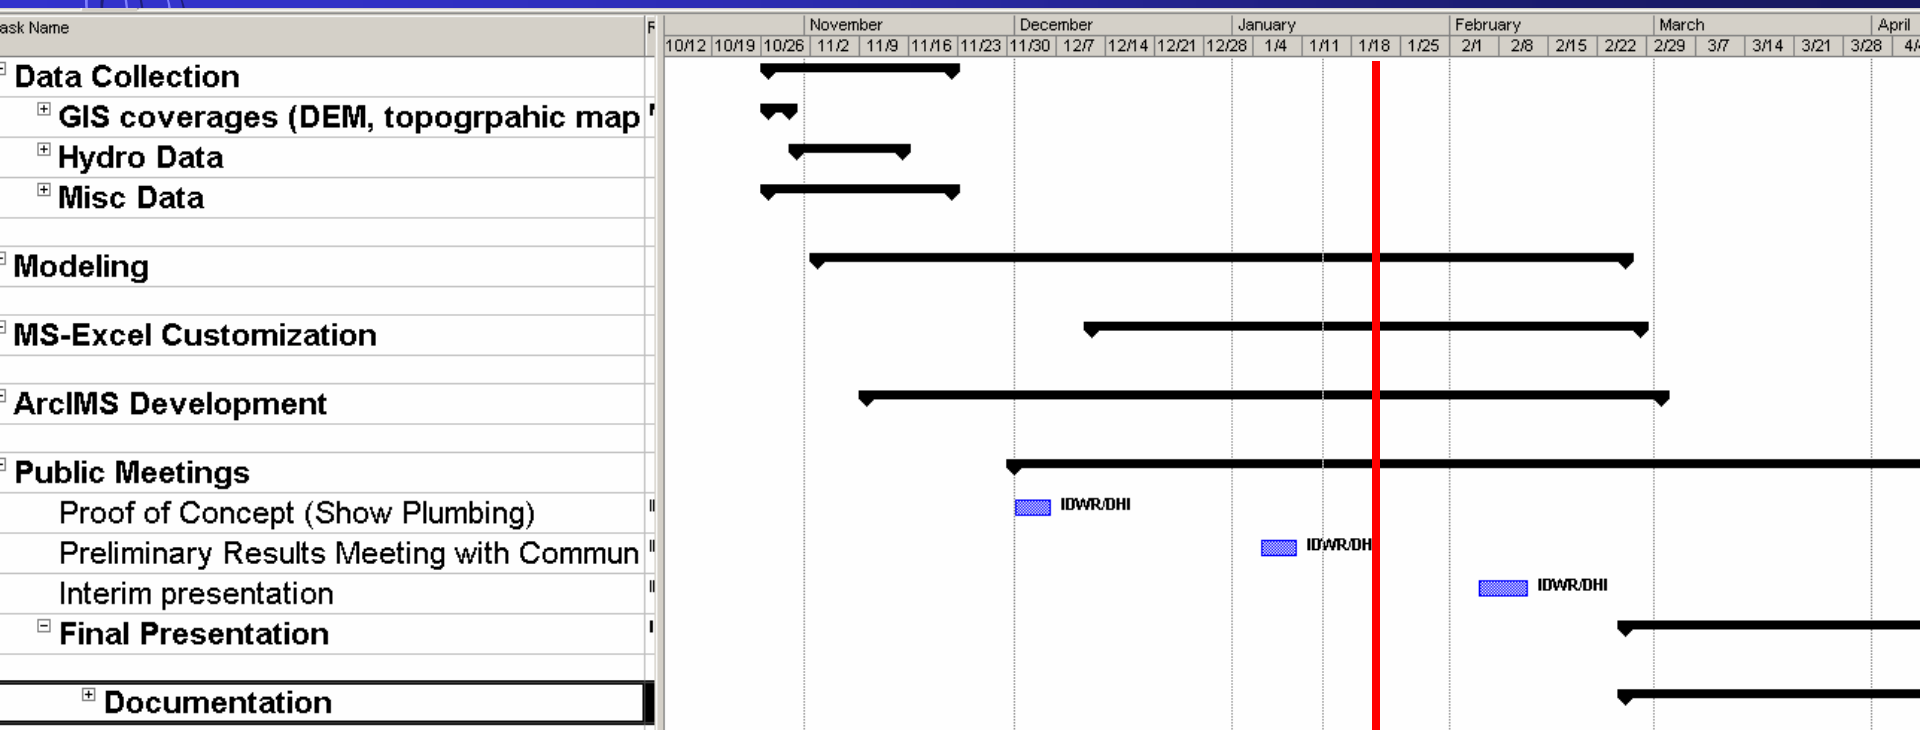 ask Name
November December January February March April
10/12 10/19 10/26 11/2 11/9 11/16 11/23 11/30 12/7 12/14 12/21 12/28 1/4 1/11 1/18 1/25 2/1 2/8 2/15 2/22 2/29 3/7 3/14 3/21 3/28
Data Collection
GIS coverages (DEM, topogrpahic map
Hydro Data
Misc Data
Modeling
MS-Excel Customization
ArcIMS Development
Public Meetings
Proof of Concept (Show Plumbing) IDWR/DHI
Preliminary Results Meeting with Commun IDWR/DH
Interim presentation IDWR/DHI
Final Presentation
Documentation